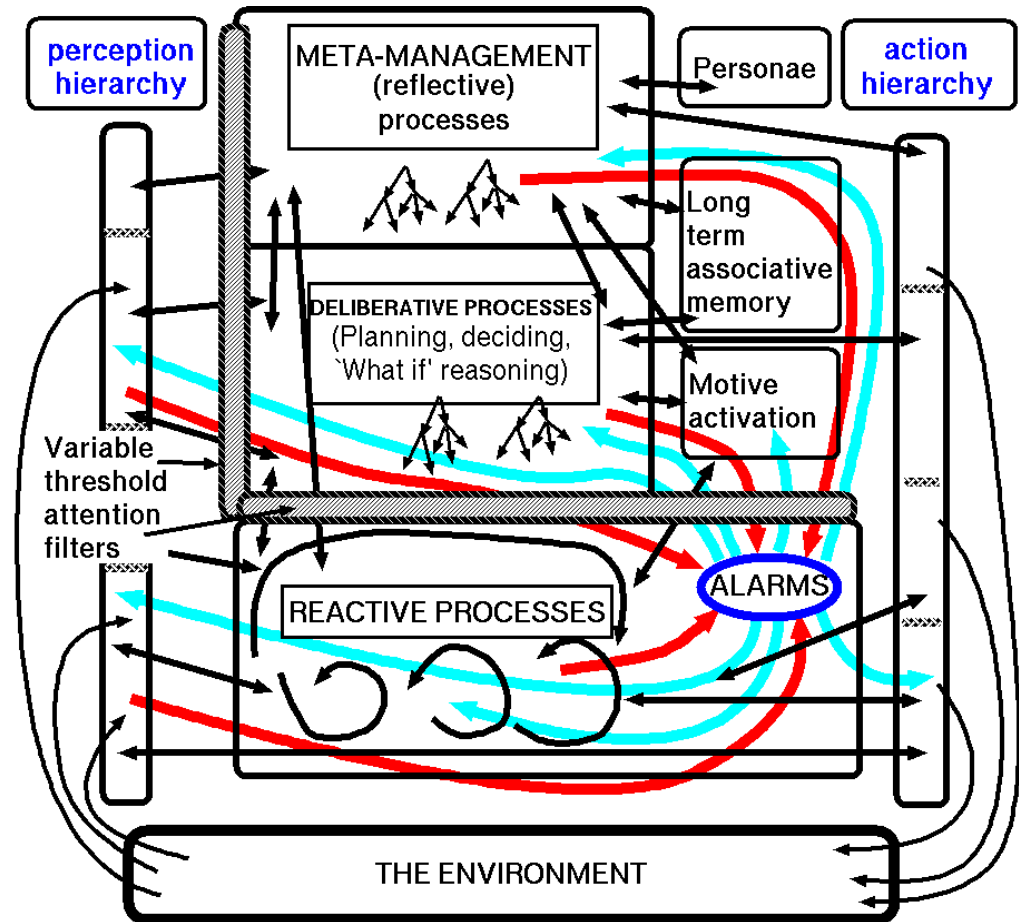 perception
hierarchy
META-MANAGEMENT
(reflective)
processes
Personae
action
hierarchy
Long
term
associative
memory
DELIBERATIVE PROCESSES
(Planning, deciding,
`What if' reasoning)
Motive
activation
Variable
threshold
attention
filters
REACTIVE PROCESSES
ALARMS
THE ENVIRONMENT